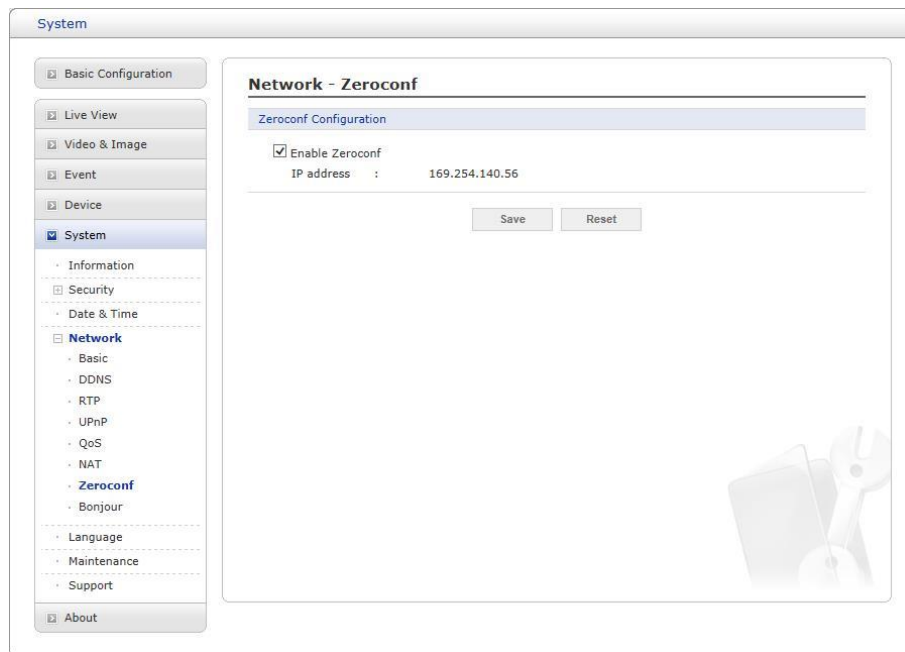 System
Basic Configuration
Live View
Video & Image
Event
Device
System
Information
Security
Date & Time
Network
Basic
DDNS
RTP
UPnP
QoS
NAT
Zeroconf
Bonjour
Language
Maintenance
Support
About
Network - Zeroconf
Zeroconf Configuration
Enable Zeroconf
IP address : 169.254.140.56
Save Reset